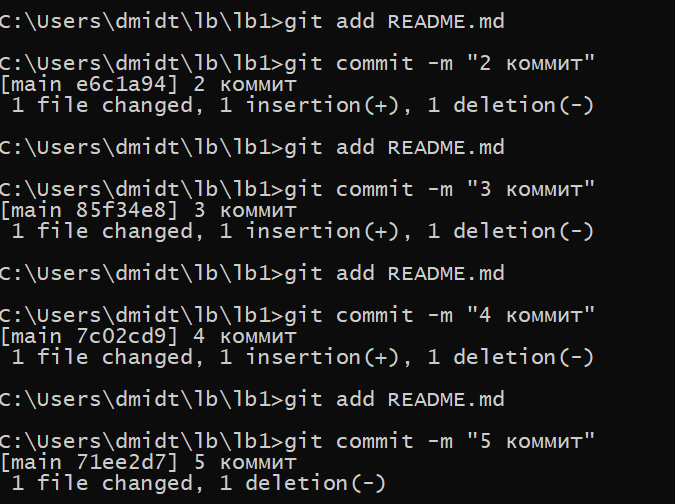 C:\Users\dmidt\lb\lb1>git add README.md
C:\Users\dmidt\lb\lb1>git commit -m "2 коммит"
[main e6c1a94] 2 коммит
 1 file changed, 1 insertion(+), 1 deletion(-)
C:\Users\dmidt\lb\lb1>git add README.md
C:\Users\dmidt\lb\lb1>git commit -m "3 коммит"
[main 85f34e8] 3 коммит
 1 file changed, 1 insertion(+), 1 deletion(-)
C:\Users\dmidt\lb\lb1>git add README.md
C:\Users\dmidt\lb\lb1>git commit -m "4 коммит"
[main 7c02cd9] 4 коммит
 1 file changed, 1 insertion(+), 1 deletion(-)
C:\Users\dmidt\lb\lb1>git add README.md
C:\Users\dmidt\lb\lb1>git commit -m "5 коммит"
[main 71ee2d7] 5 коммит
 1 file changed, 1 deletion(-)